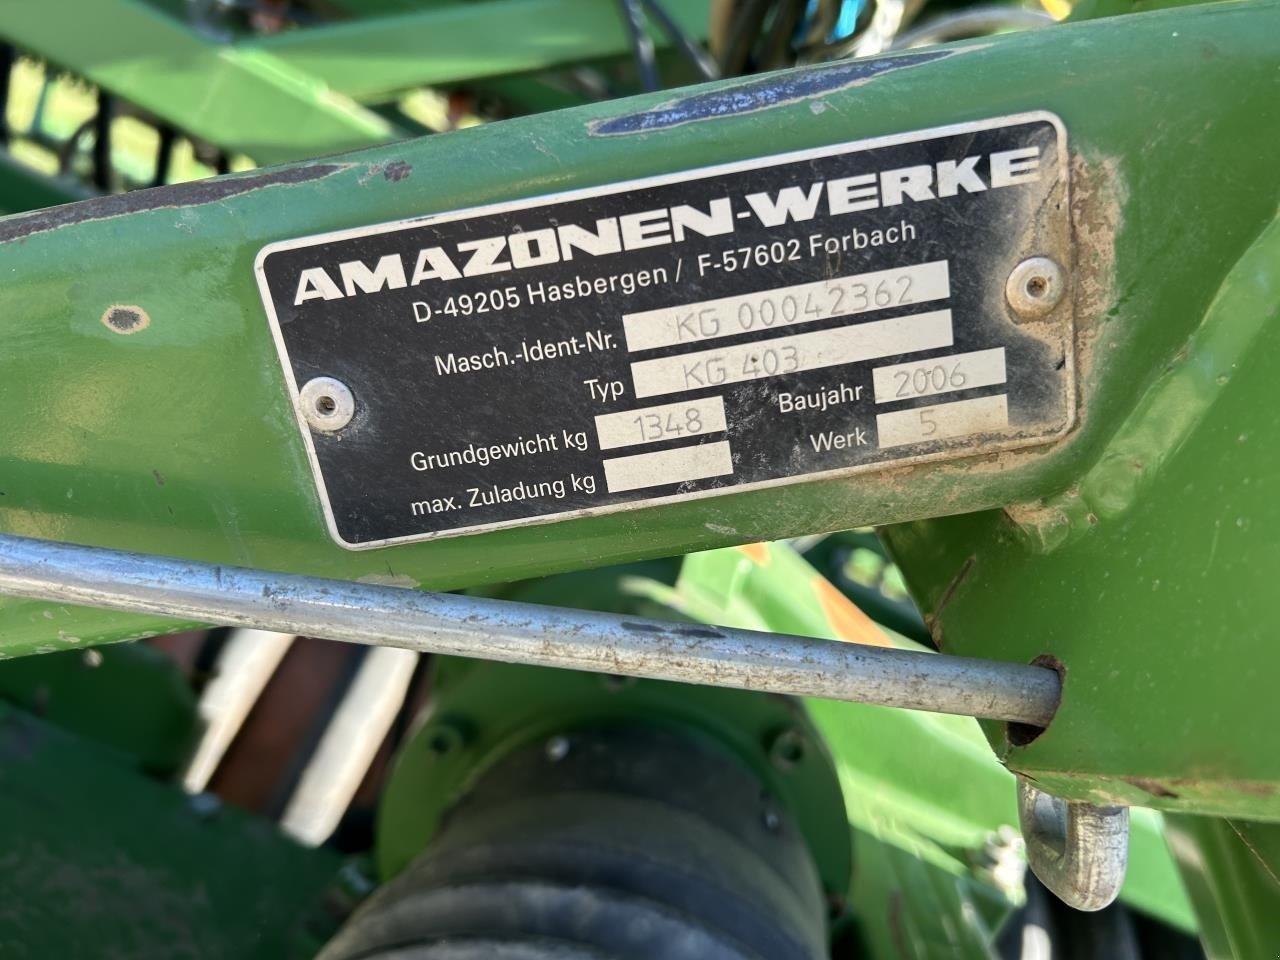 AMAZONEN-WERKE
D-49205 Hasbergen / F-57602 Forbach
Masch.-Ident-Nr. KG 00042362
Typ KG 403
Grundgewicht kg 1348 Baujahr 2006
max. Zuladung kg Werk 5